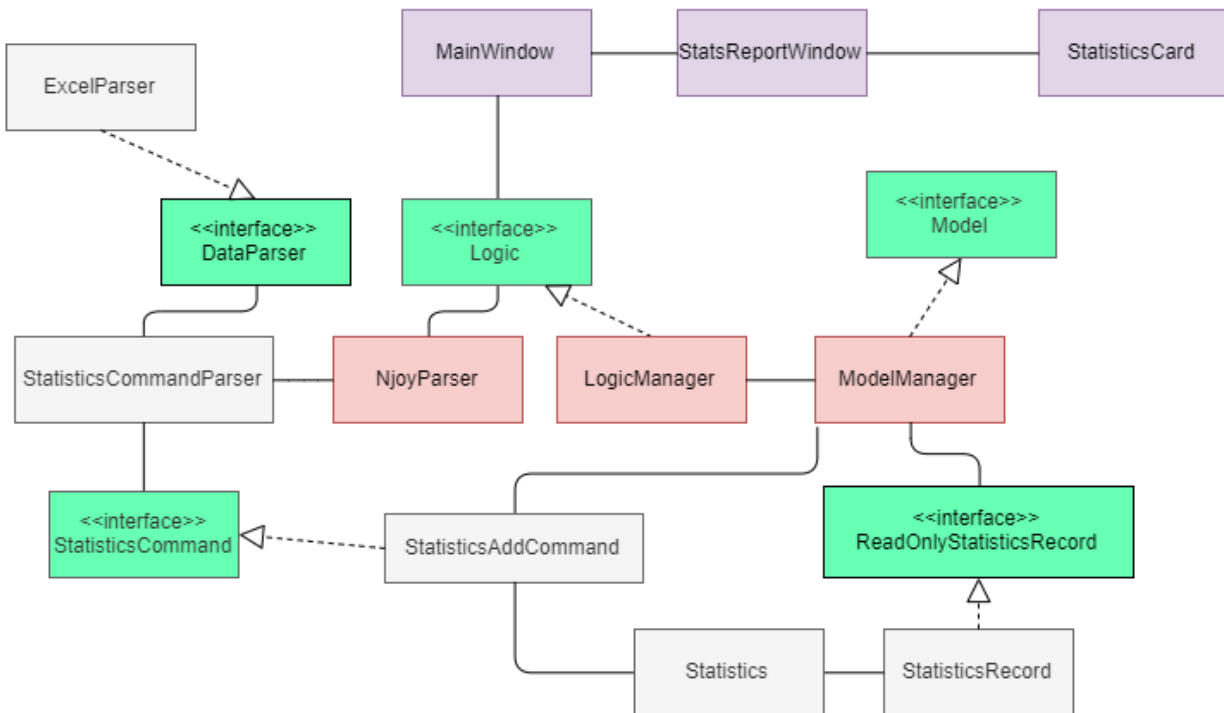 MainWindow
StatsReportWindow
StatisticsCard
ExcelParser
<<interface>>
DataParser
<<interface>>
Logic
<<interface>>
Model
StatisticsCommandParser
NjoyParser
LogicManager
ModelManager
<<interface>>
StatisticsCommand
StatisticsAddCommand
<<interface>>
ReadOnlyStatisticsRecord
Statistics
StatisticsRecord